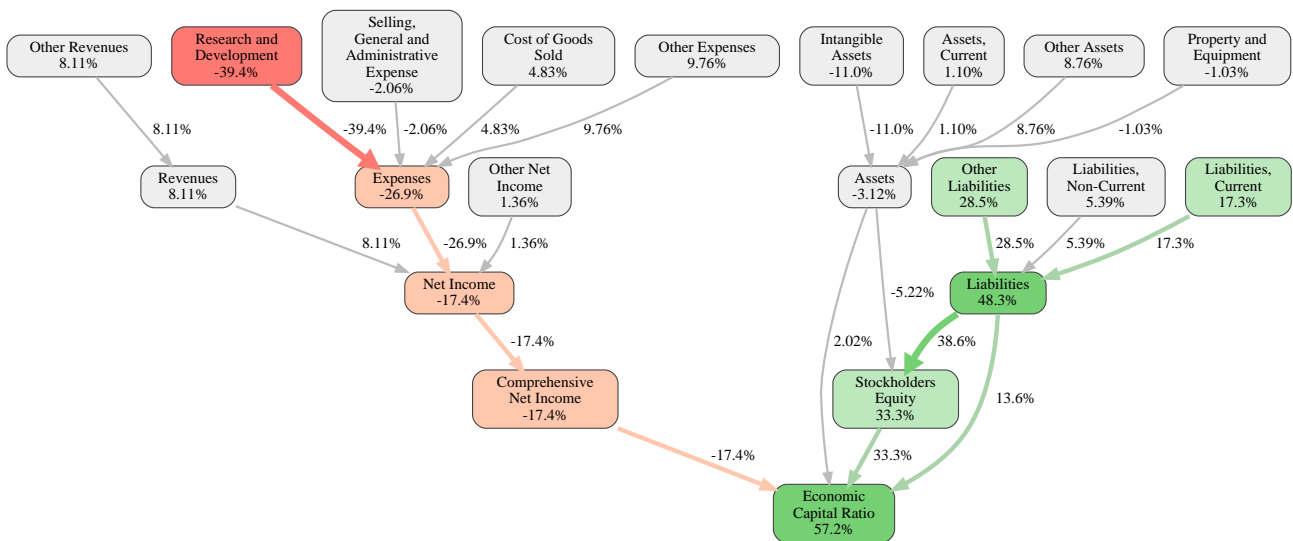 Other Revenues
8.11%
Research and
Development
-39.4%
Selling,
General and
Administrative
Expense
-2.06%
Cost of Goods
Sold
4.83%
Other Expenses
9.76%
Intangible
Assets
-11.0%
Assets,
Current
1.10%
Other Assets
8.76%
Property and
Equipment
-1.03%
8.11%
-39.4%
-2.06%
4.83%
9.76%
-11.0%
1.10%
8.76%
-1.03%
Revenues
8.11%
Expenses
-26.9%
Other Net
Income
1.36%
Assets
-3.12%
Other
Liabilities
28.5%
Liabilities,
Non-Current
5.39%
Liabilities,
Current
17.3%
8.11%
-26.9%
1.36%
28.5%
5.39%
17.3%
Net Income
-17.4%
-5.22%
Liabilities
48.3%
-17.4%
2.02%
38.6%
Comprehensive
Net Income
-17.4%
Stockholders
Equity
33.3%
13.6%
-17.4%
33.3%
Economic
Capital Ratio
57.2%